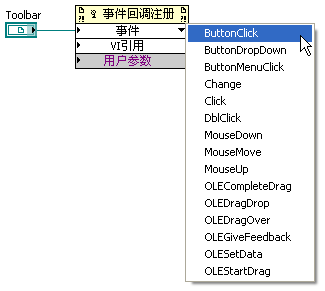 Toolbar
事件回调注册
事件
VI引用
用户参数
ButtonClick
ButtonDropDown
ButtonMenuClick
Change
Click
DblClick
MouseDown
MouseMove
MouseUp
OLECompleteDrag
OLEDragDrop
OLEDragOver
OLEGiveFeedback
OLESetData
OLEStartDrag